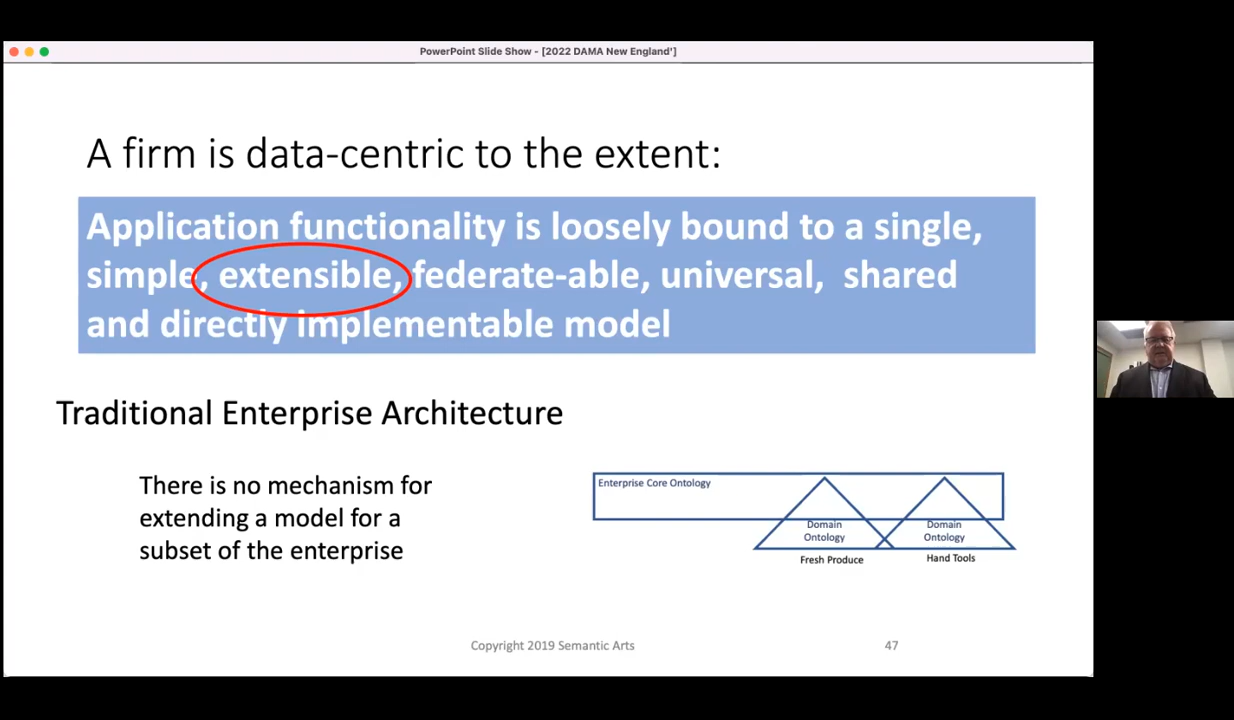 PowerPoint Slide Show - [2022 DAMA New England']
A firm is data-centric to the extent:
Application functionality is loosely bound to a single,
simple, extensible, federate-able, universal,  shared
and directly implementable model
Traditional Enterprise Architecture
There is no mechanism for
extending a model for a
subset of the enterprise
Enterprise Core Ontology
Domain
Ontology
Fresh Produce
Domain
Ontology
Hand Tools
Copyright 2019 Semantic Arts
47